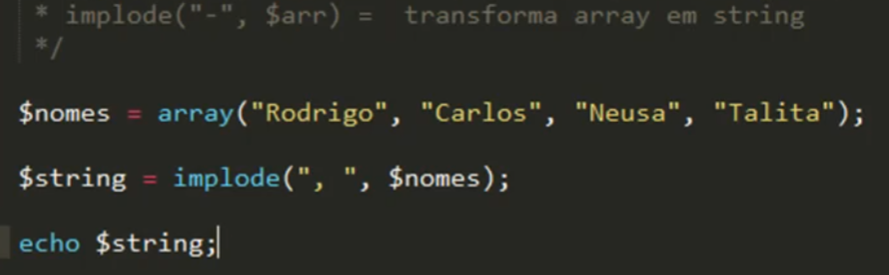 * implode("-", $arr) =  transforma array em string
*/
$nomes = array("Rodrigo", "Carlos", "Neusa", "Talita");
$string = implode(", ", $nomes);
echo $string;